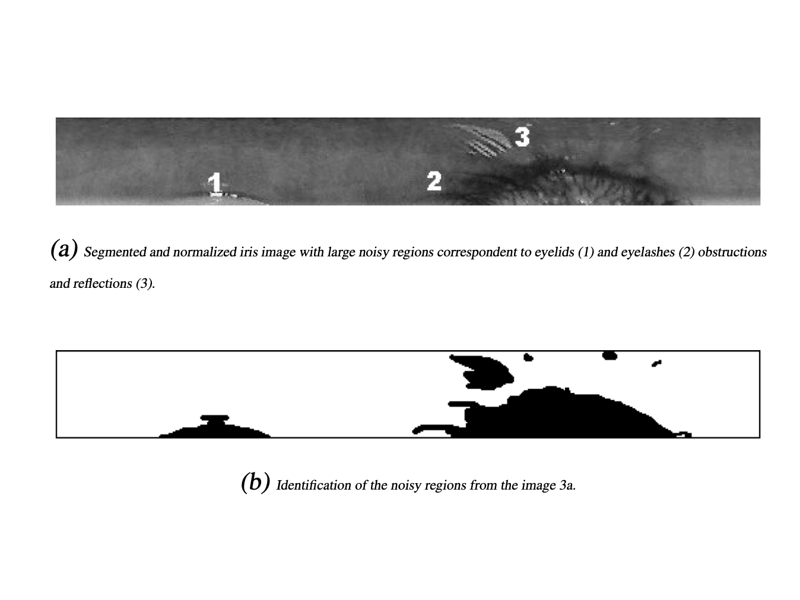 1
3
2
(a) Segmented and normalized iris image with large noisy regions correspondent to eyelids (1) and eyelashes (2) obstructions
and reflections (3).
(b) Identification of the noisy regions from the image 3a.